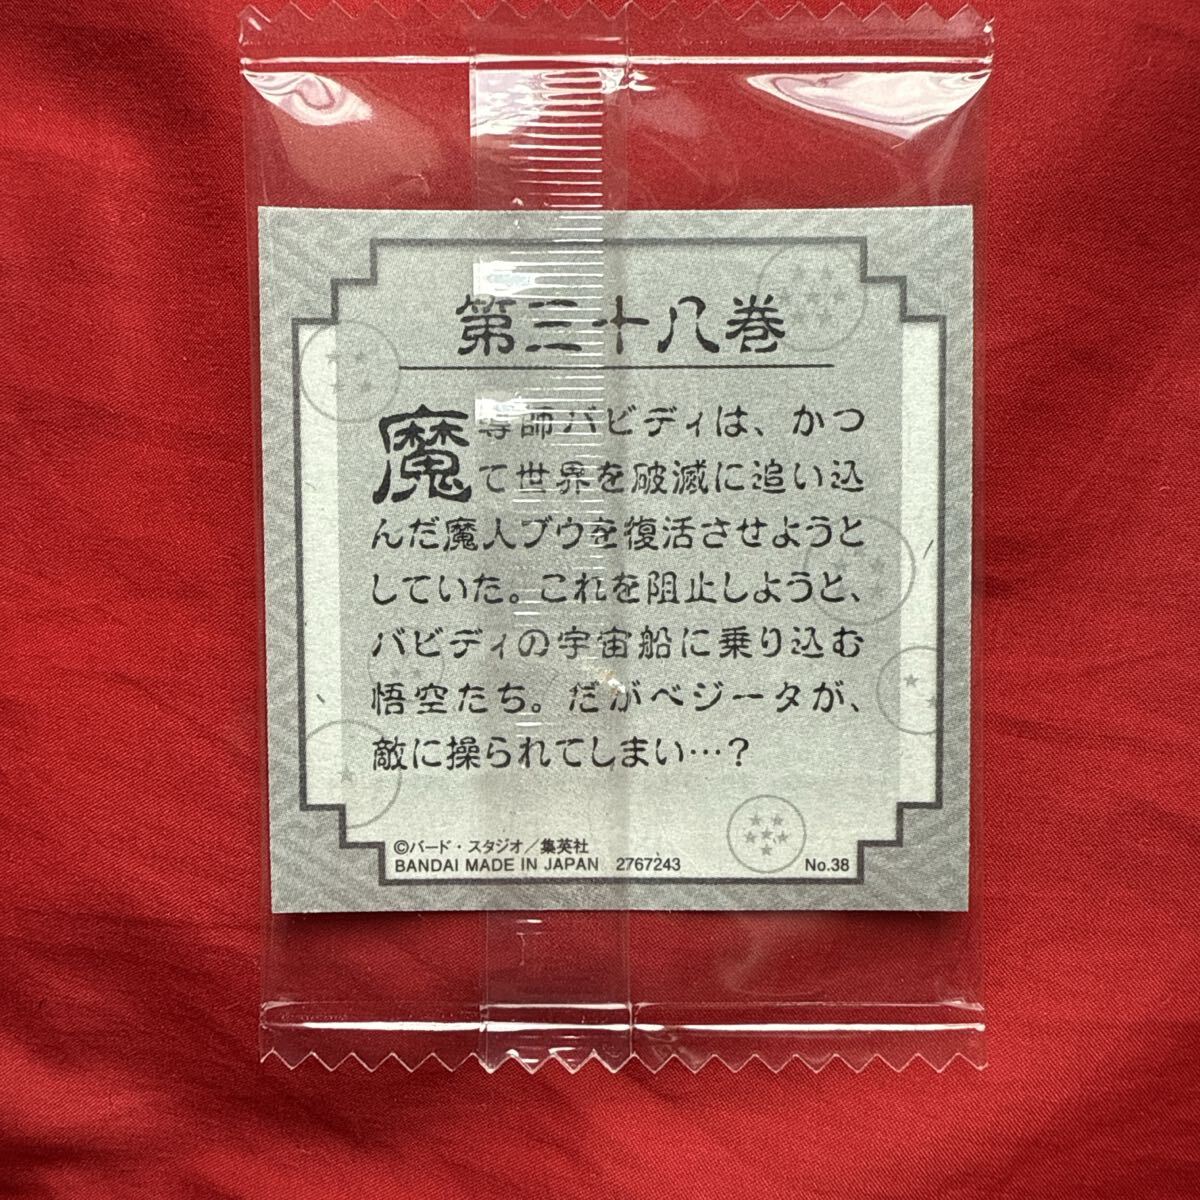 第三十八巻
魔導師バビディは、かつ
て世界を破滅に追い込
んだ魔人ブウを復活させようと
していた。これを阻止しようと、
バビディの宇宙船に乗り込む
悟空たち。だがベジータが、
敵に操られてしまい…?
©バード・スタジオ／集英社
BANDAI MADE IN JAPAN 2767243
No.38